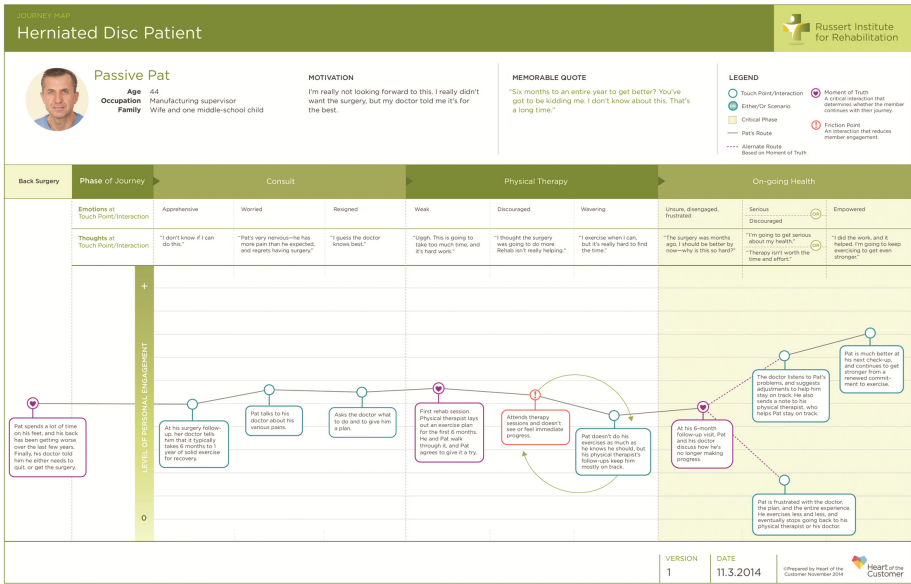 JOURNEY MAP
Herniated Disc Patient
Russert Institute
for Rehabilitation
Passive Pat
Age 44
Occupation Manufacturing supervisor
Family Wife and one middle-school child
MOTIVATION
I'm really not looking forward to this. I really didn't
want the surgery, but my doctor told me it's for
the best.
MEMORABLE QUOTE
"Six months to an entire year to get better? You've
got to be kidding me. I don't know about this. That's
a long time."
LEGEND
Touch Point/Interaction
Either/Or Scenario
Critical Phase
Pat's Route
Alernate Route
Based on Moment of Truth
Moment of Truth
A critical interaction that
determines whether the member
continues with their journey.
Friction Point
An interaction that reduces
member engagement.
Back Surgery
Phase of Journey
Consult
Physical Therapy
On-going Health
Emotions at
Touch Point/Interaction
Apprehensive
Worried
Resigned
Weak
Discouraged
Wavering
Unsure, disengaged,
frustrated
Serious
OR
Discouraged
Empowered
Thoughts at
Touch Point/Interaction
"I don't know if I can
do this."
"Pat's very nervous—he has
more pain than he expected,
and regrets having surgery."
"I guess the doctor
knows best."
"Uggh. This is going to
take too much time, and
it's hard work."
"I thought the surgery
was going to do more.
Rehab isn't really helping."
"I exercise when I can,
but it's really hard to find
the time."
"The surgery was months
ago. I should be better by
now—why is this so hard?"
"I'm going to get serious
about my health."
OR
"Therapy isn't worth the
time and effort."
"I did the work, and it
helped. I'm going to keep
exercising to get even
stronger."
+
LEVEL OF PERSONAL ENGAGEMENT
0
Pat spends a lot of time
on his feet, and his back
has been getting worse
over the last few years.
Finally, his doctor told
him he either needs to
quit, or get the surgery.
At his surgery follow-
up, her doctor tells
him that it typically
takes 6 months to 1
year of solid exercise
for recovery.
Pat talks to his
doctor about his
various pains.
Asks the doctor what
to do and to give him
a plan.
First rehab session.
Physical therapist lays
out an exercise plan
for the first 6 months.
He and Pat walk
through it, and Pat
agrees to give it a try.
Attends therapy
sessions and doesn't
see or feel immediate
progress.
Pat doesn't do his
exercises as much as
he knows he should, but
his physical therapist's
follow-ups keep him
mostly on track.
At his 6-month
follow-up visit, Pat
and his doctor
discuss how he's
no longer making
progress.
The doctor listens to Pat's
problems, and suggests
adjustments to help him
stay on track. He also
sends a note to his
physical therapist, who
helps Pat stay on track.
Pat is much better at
his next check-up,
and continues to get
stronger from a
renewed commit-
ment to exercise.
Pat is frustrated with the doctor,
the plan, and the entire experience.
He exercises less and less, and
eventually stops going back to his
physical therapist or his doctor.
VERSION
1
DATE
11.3.2014
©Prepared by Heart of the
Customer November 2014
Heart of the
Customer